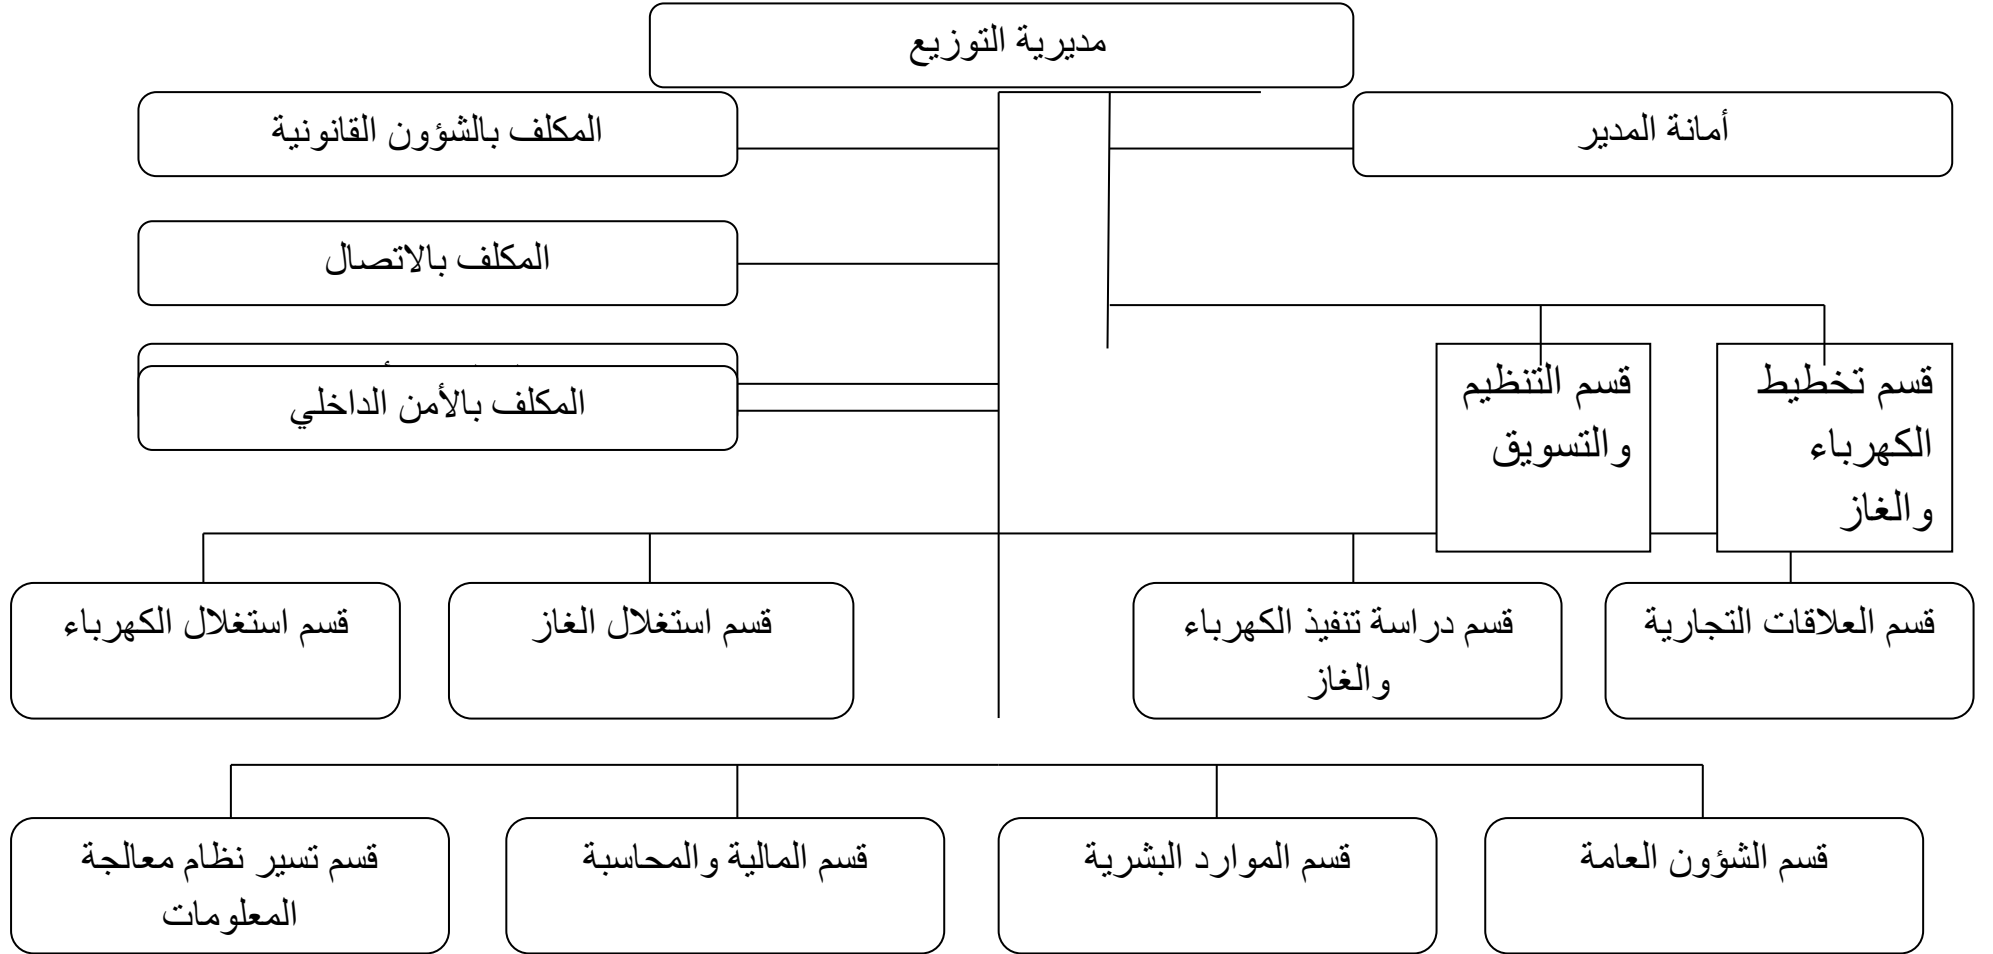 مديرية التوزيع
أمانة المدير
المكلف بالشؤون القانونية
المكلف بالاتصال
المكلف بالأمن الداخلي
قسم تخطيط
الكهرباء
والغاز
قسم التنظيم
والتسويق
قسم العلاقات التجارية
قسم دراسة تنفيذ الكهرباء
والغاز
قسم استغلال الغاز
قسم استغلال الكهرباء
قسم الشؤون العامة
قسم الموارد البشرية
قسم المالية والمحاسبة
قسم تسير نظام معالجة
المعلومات